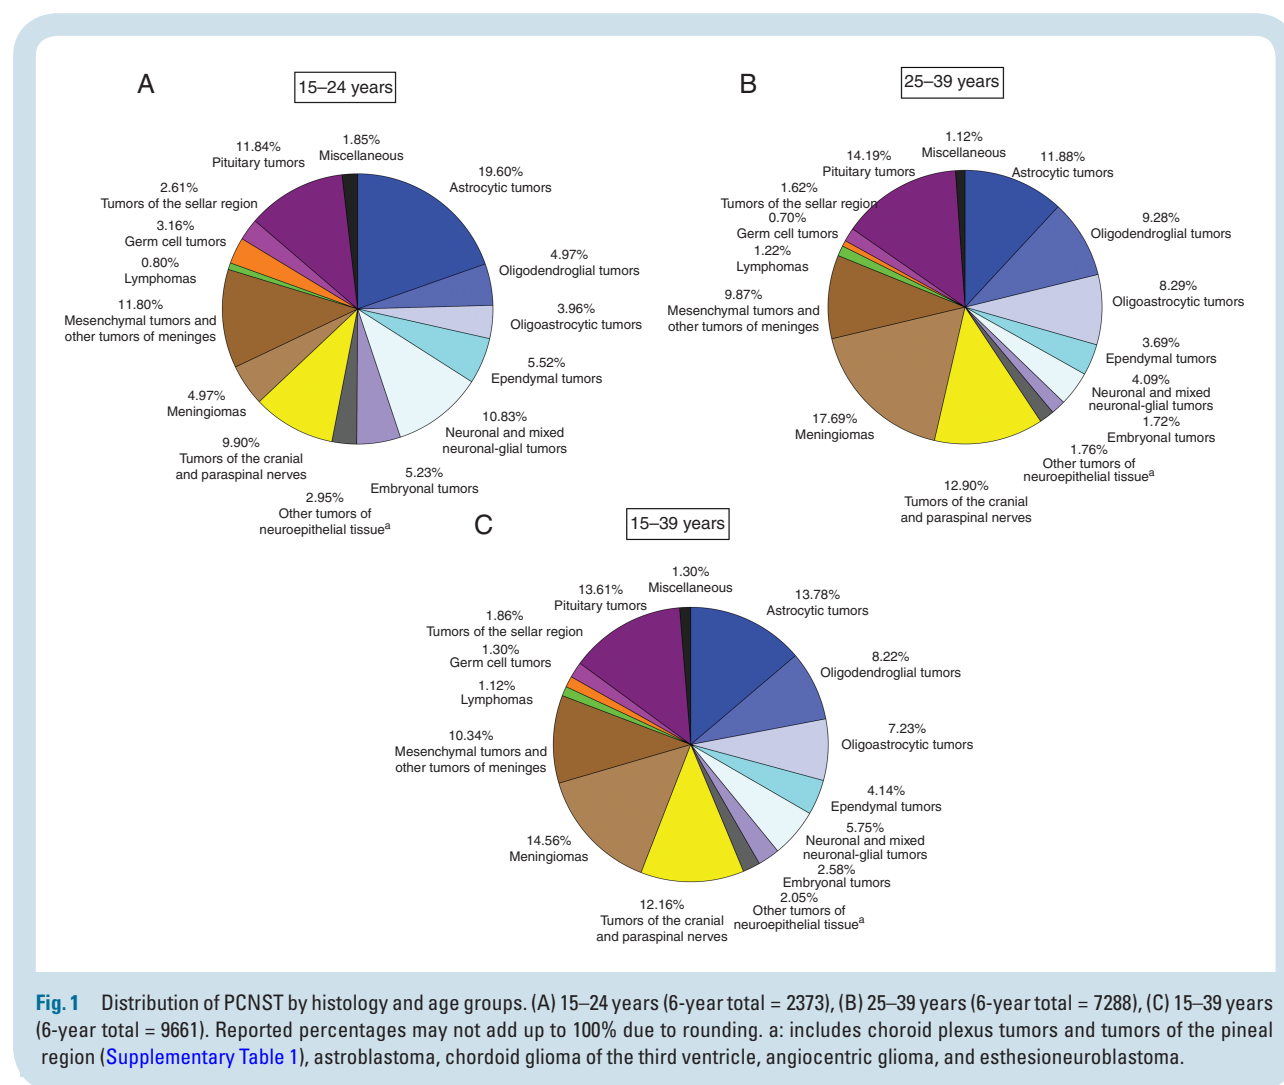 A
15–24 years
1.85%
Miscellaneous
19.60%
Astrocytic tumors
4.97%
Oligodendroglial tumors
3.96%
Oligoastrocytic tumors
5.52%
Ependymal tumors
10.83%
Neuronal and mixed
neuronal-glial tumors
5.23%
Embryonal tumors
2.95%
Other tumors of
neuroepithelial tissueᵃ
9.90%
Tumors of the cranial
and paraspinal nerves
4.97%
Meningiomas
11.80%
Mesenchymal tumors and
other tumors of meninges
0.80%
Lymphomas
3.16%
Germ cell tumors
2.61%
Tumors of the sellar region
11.84%
Pituitary tumors
B
25–39 years
1.12%
Miscellaneous
11.88%
Astrocytic tumors
9.28%
Oligodendroglial tumors
8.29%
Oligoastrocytic tumors
3.69%
Ependymal tumors
4.09%
Neuronal and mixed
neuronal-glial tumors
1.72%
Embryonal tumors
1.76%
Other tumors of
neuroepithelial tissueᵃ
12.90%
Tumors of the cranial
and paraspinal nerves
17.69%
Meningiomas
9.87%
Mesenchymal tumors and
other tumors of meninges
1.22%
Lymphomas
0.70%
Germ cell tumors
1.62%
Tumors of the sellar region
14.19%
Pituitary tumors
C
15–39 years
1.30%
Miscellaneous
13.78%
Astrocytic tumors
8.22%
Oligodendroglial tumors
7.23%
Oligoastrocytic tumors
4.14%
Ependymal tumors
5.75%
Neuronal and mixed
neuronal-glial tumors
2.58%
Embryonal tumors
2.05%
Other tumors of
neuroepithelial tissueᵃ
12.16%
Tumors of the cranial
and paraspinal nerves
14.56%
Meningiomas
10.34%
Mesenchymal tumors and
other tumors of meninges
1.12%
Lymphomas
1.30%
Germ cell tumors
1.86%
Tumors of the sellar region
13.61%
Pituitary tumors
Fig. 1 Distribution of PCNST by histology and age groups. (A) 15–24 years (6-year total = 2373), (B) 25–39 years (6-year total = 7288), (C) 15–39 years
(6-year total = 9661). Reported percentages may not add up to 100% due to rounding. a: includes choroid plexus tumors and tumors of the pineal
region (Supplementary Table 1), astroblastoma, chordoid glioma of the third ventricle, angiocentric glioma, and esthesioneuroblastoma.